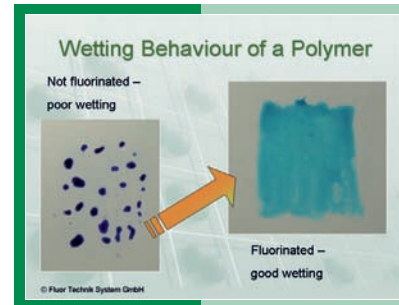 Wetting Behaviour of a Polymer
Not fluorinated –
poor wetting
Fluorinated –
good wetting
© Fluor Technik System GmbH